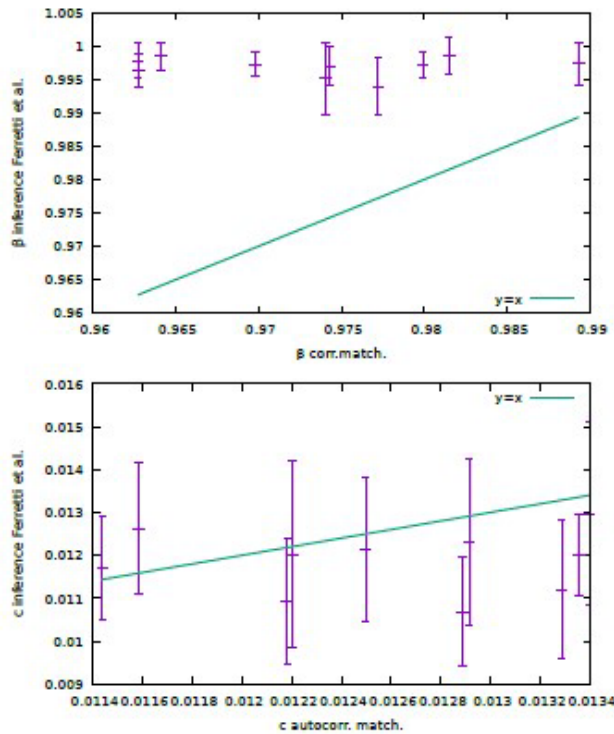 1.005
1
0.995
0.99
0.985
0.98
0.975
0.97
0.965
0.96
β inference Ferretti et al.
y=x
0.96 0.965 0.97 0.975 0.98 0.985 0.99
β corr.match.
0.016
0.015
0.014
0.013
0.012
0.011
0.01
0.009
c inference Ferretti et al.
y=x
0.0114 0.0116 0.0118 0.012 0.0122 0.0124 0.0126 0.0128 0.013 0.0132 0.0134
c autocorr. match.